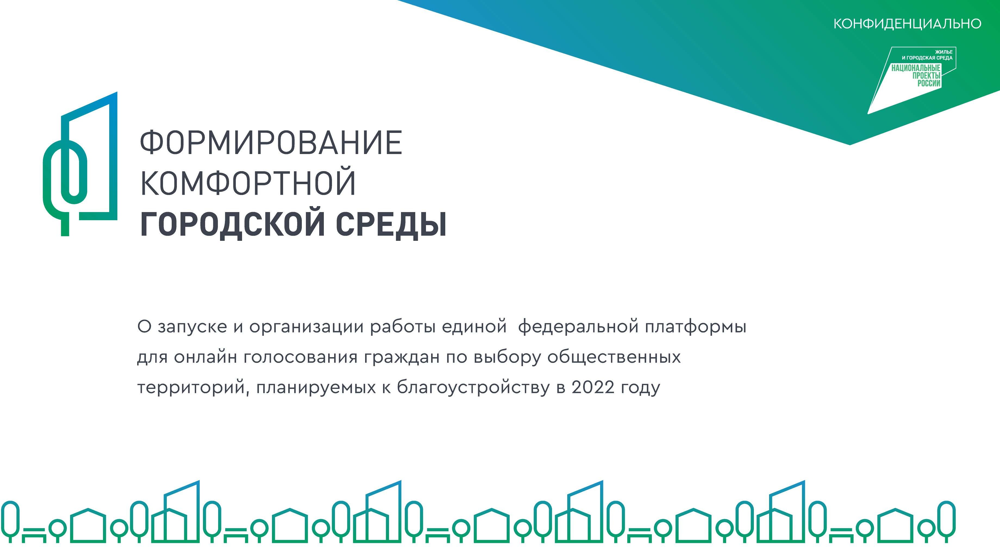 КОНФИДЕНЦИАЛЬНО
ЖИЛЬЕ
И ГОРОДСКАЯ СРЕДА
НАЦИОНАЛЬНЫЕ
ПРОЕКТЫ
РОССИИ
ФОРМИРОВАНИЕ
КОМФОРТНОЙ
ГОРОДСКОЙ СРЕДЫ
О запуске и организации работы единой  федеральной платформы
для онлайн голосования граждан по выбору общественных
территорий, планируемых к благоустройству в 2022 году